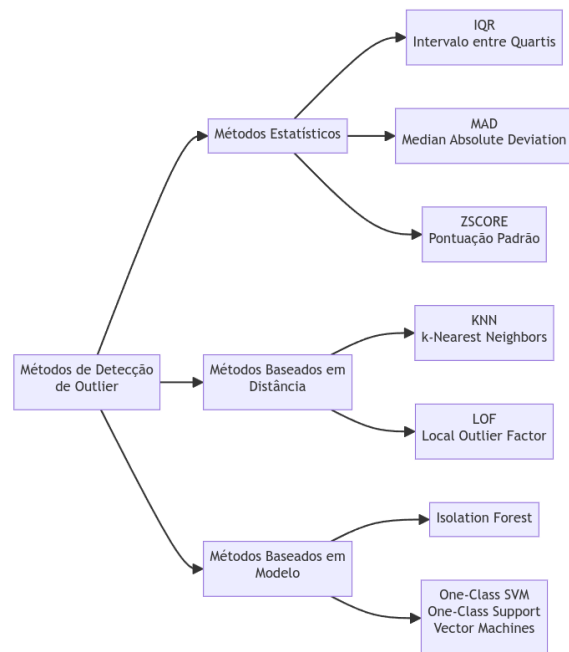 IQR
Intervalo entre Quartis
Métodos Estatísticos
MAD
Median Absolute Deviation
ZSCORE
Pontuação Padrão
Métodos de Detecção
de Outlier
Métodos Baseados em
Distância
KNN
k-Nearest Neighbors
LOF
Local Outlier Factor
Métodos Baseados em
Modelo
Isolation Forest
One-Class SVM
One-Class Support
Vector Machines